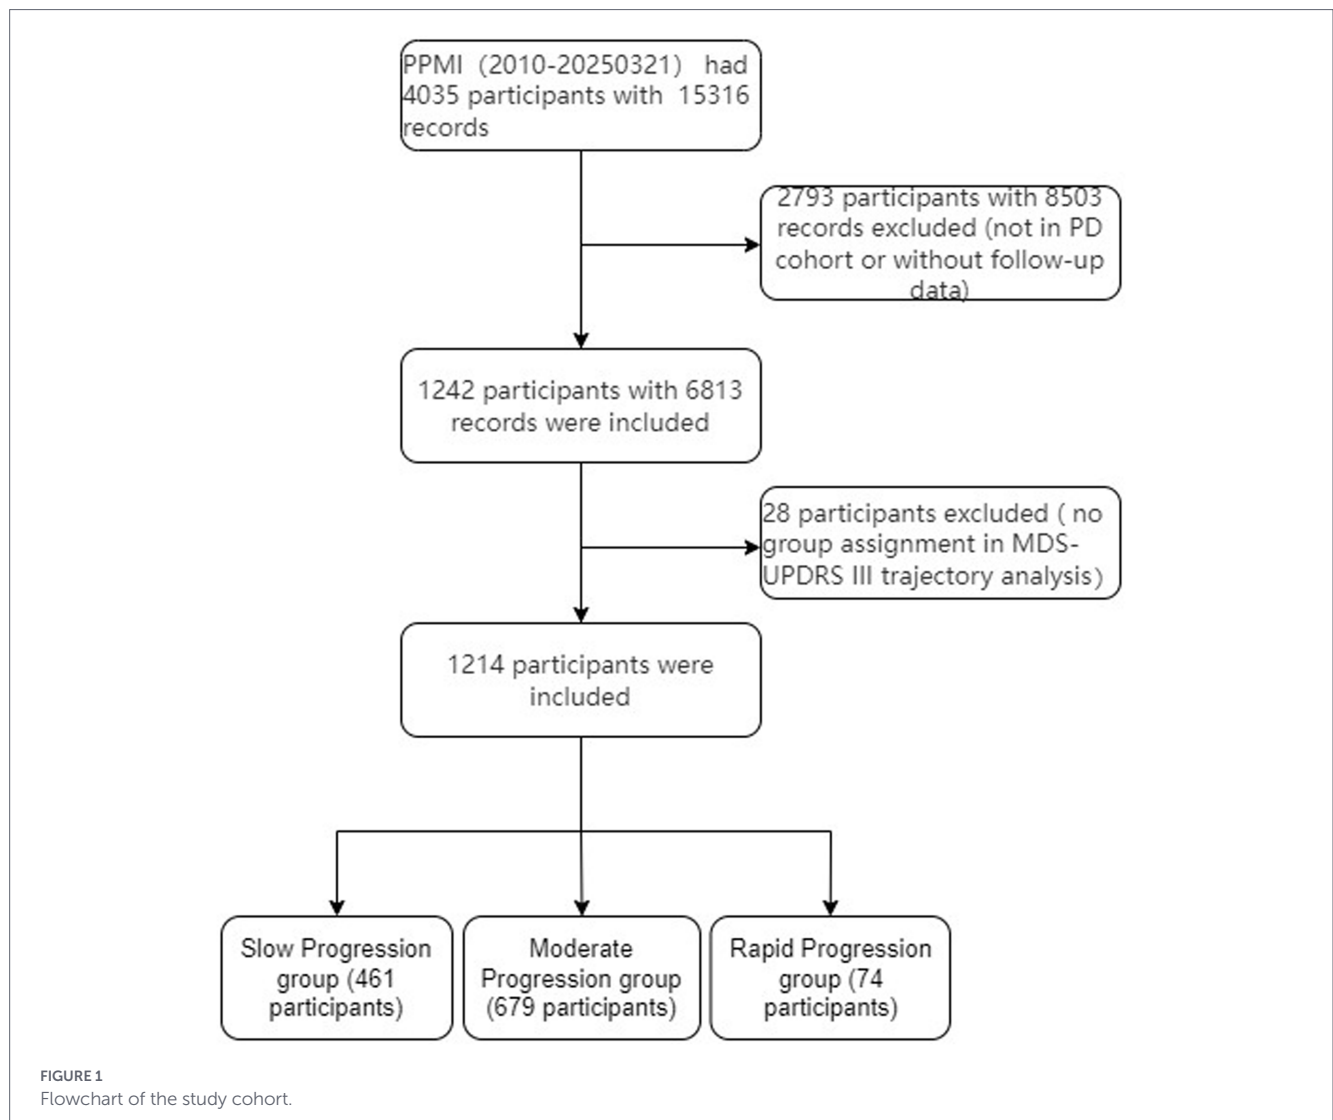 PPMI (2010-20250321) had
4035 participants with 15316
records
2793 participants with 8503
records excluded (not in PD
cohort or without follow-up
data)
1242 participants with 6813
records were included
28 participants excluded ( no
group assignment in MDS-
UPDRS III trajectory analysis)
1214 participants were
included
Slow Progression
group (461
participants)
Moderate
Progression group
(679 participants)
Rapid Progression
group (74
participants)
FIGURE 1
Flowchart of the study cohort.